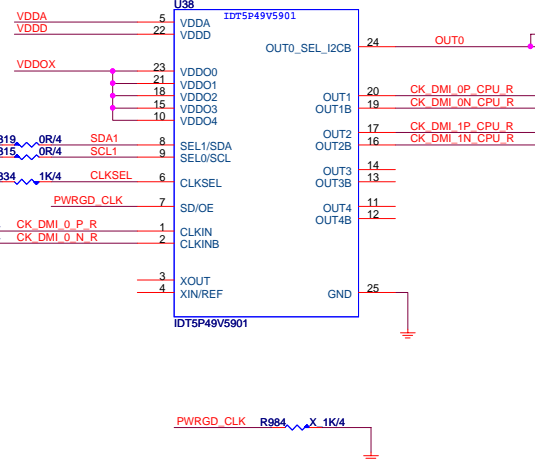 U38
IDT5P49V5901
VDDA 5 VDDA
VDDD 22 VDDD
OUT0_SEL_I2CB 24 OUT0
VDDOX 23 VDDO0
21 VDDO1
18 VDDO2
15 VDDO3
10 VDDO4
OUT1 20 CK_DMI_0P_CPU_R
OUT1B 19 CK_DMI_0N_CPU_R
OUT2 17 CK_DMI_1P_CPU_R
OUT2B 16 CK_DMI_1N_CPU_R
819 0R/4 SDA1 8 SEL1/SDA
815 0R/4 SCL1 9 SEL0/SCL
OUT3 14
OUT3B 13
834 1K/4 CLKSEL 6 CLKSEL
PWRGD_CLK 7 SD/OE
OUT4 11
OUT4B 12
CK_DMI_0_P_R 1 CLKIN
CK_DMI_0_N_R 2 CLKINB
3 XOUT
4 XIN/REF
GND 25
IDT5P49V5901
PWRGD_CLK R984 X_1K/4